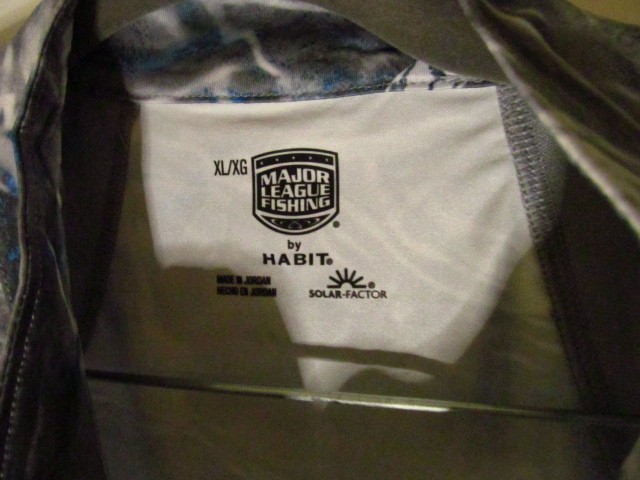 XL/XG
MAJOR
LEAGUE
FISHING
by
HABIT®
MADE IN JORDAN
HECHO EN JORDAN
SOLAR-FACTOR